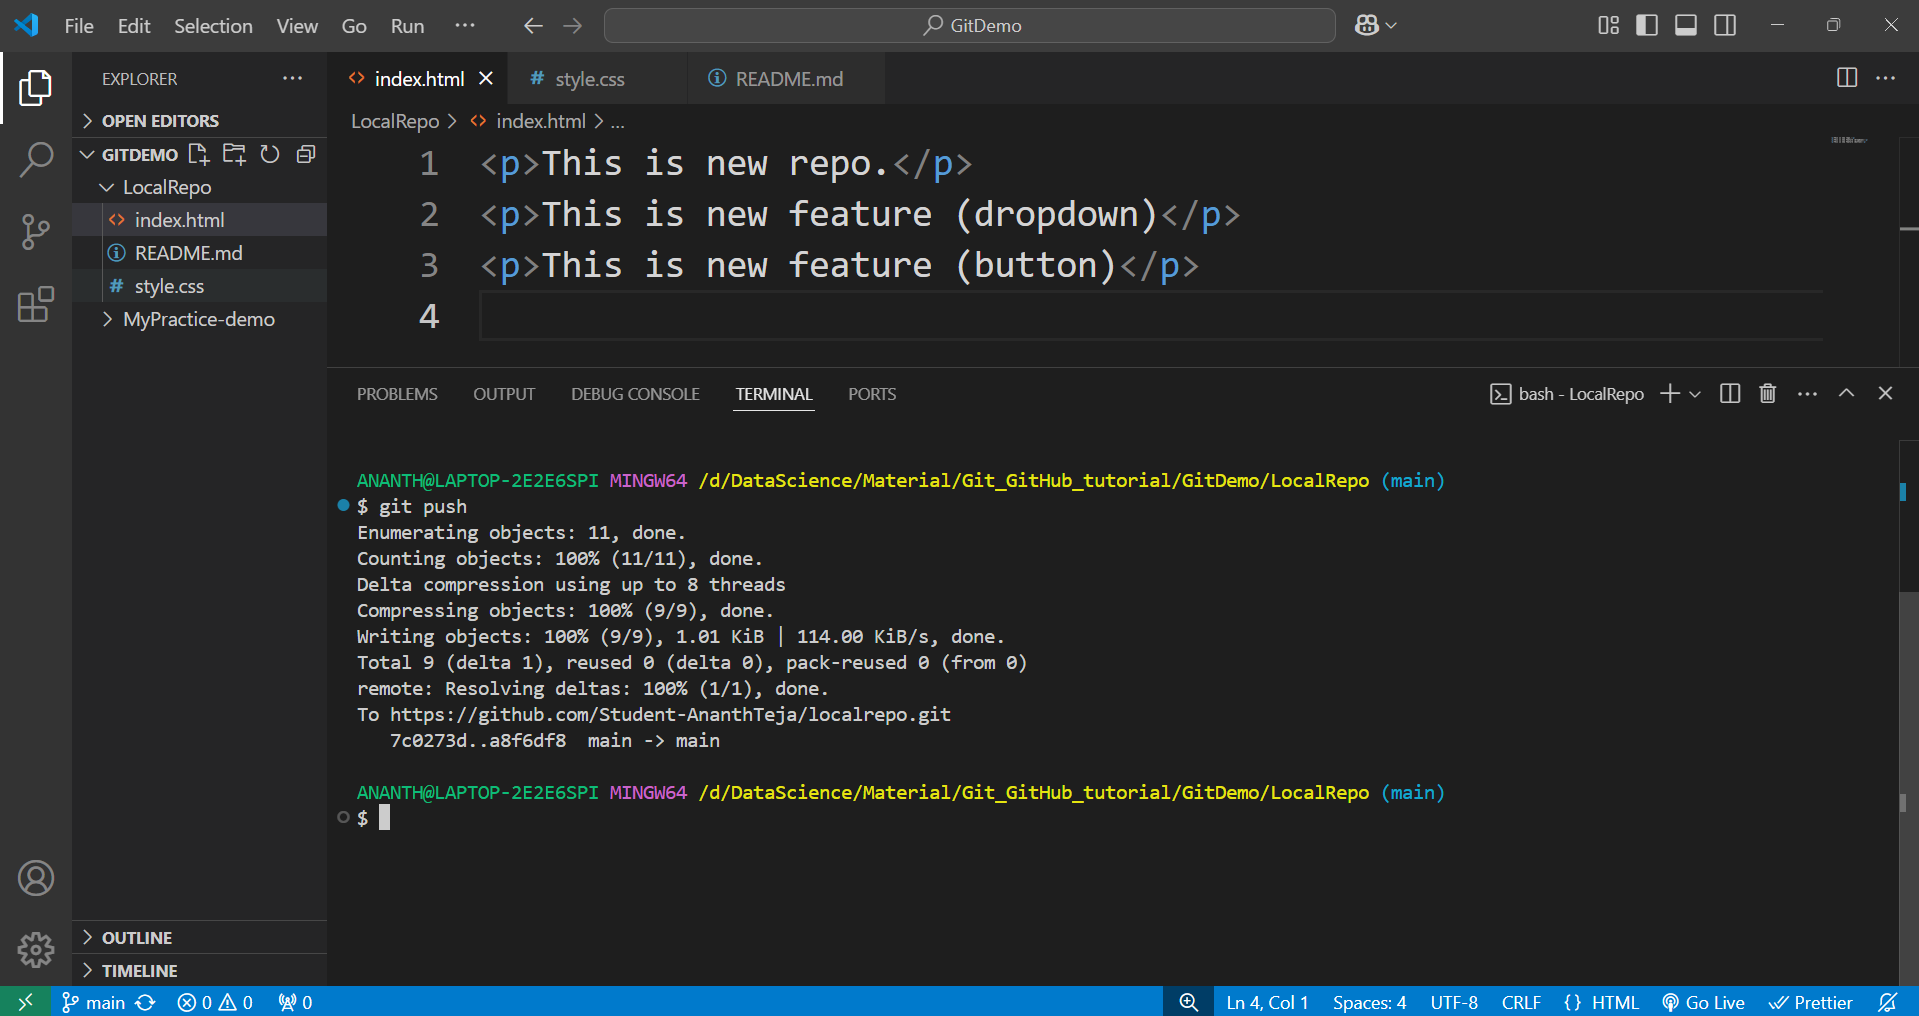 File Edit Selection View Go Run ··· GitDemo
EXPLORER ···
index.html
# style.css
README.md
OPEN EDITORS
LocalRepo > index.html > ...
GITDEMO
LocalRepo
index.html
README.md
# style.css
MyPractice-demo
1 <p>This is new repo.</p>
2 <p>This is new feature (dropdown)</p>
3 <p>This is new feature (button)</p>
4
PROBLEMS OUTPUT DEBUG CONSOLE TERMINAL PORTS
bash - LocalRepo
ANANTH@LAPTOP-2E2E6SPI MINGW64 /d/DataScience/Material/Git_GitHub_tutorial/GitDemo/LocalRepo (main)
$ git push
Enumerating objects: 11, done.
Counting objects: 100% (11/11), done.
Delta compression using up to 8 threads
Compressing objects: 100% (9/9), done.
Writing objects: 100% (9/9), 1.01 KiB | 114.00 KiB/s, done.
Total 9 (delta 1), reused 0 (delta 0), pack-reused 0 (from 0)
remote: Resolving deltas: 100% (1/1), done.
To https://github.com/Student-AnanthTeja/localrepo.git
   7c0273d..a8f6df8  main -> main
ANANTH@LAPTOP-2E2E6SPI MINGW64 /d/DataScience/Material/Git_GitHub_tutorial/GitDemo/LocalRepo (main)
$
OUTLINE
TIMELINE
main 0 0 0 Ln 4, Col 1 Spaces: 4 UTF-8 CRLF {} HTML Go Live Prettier